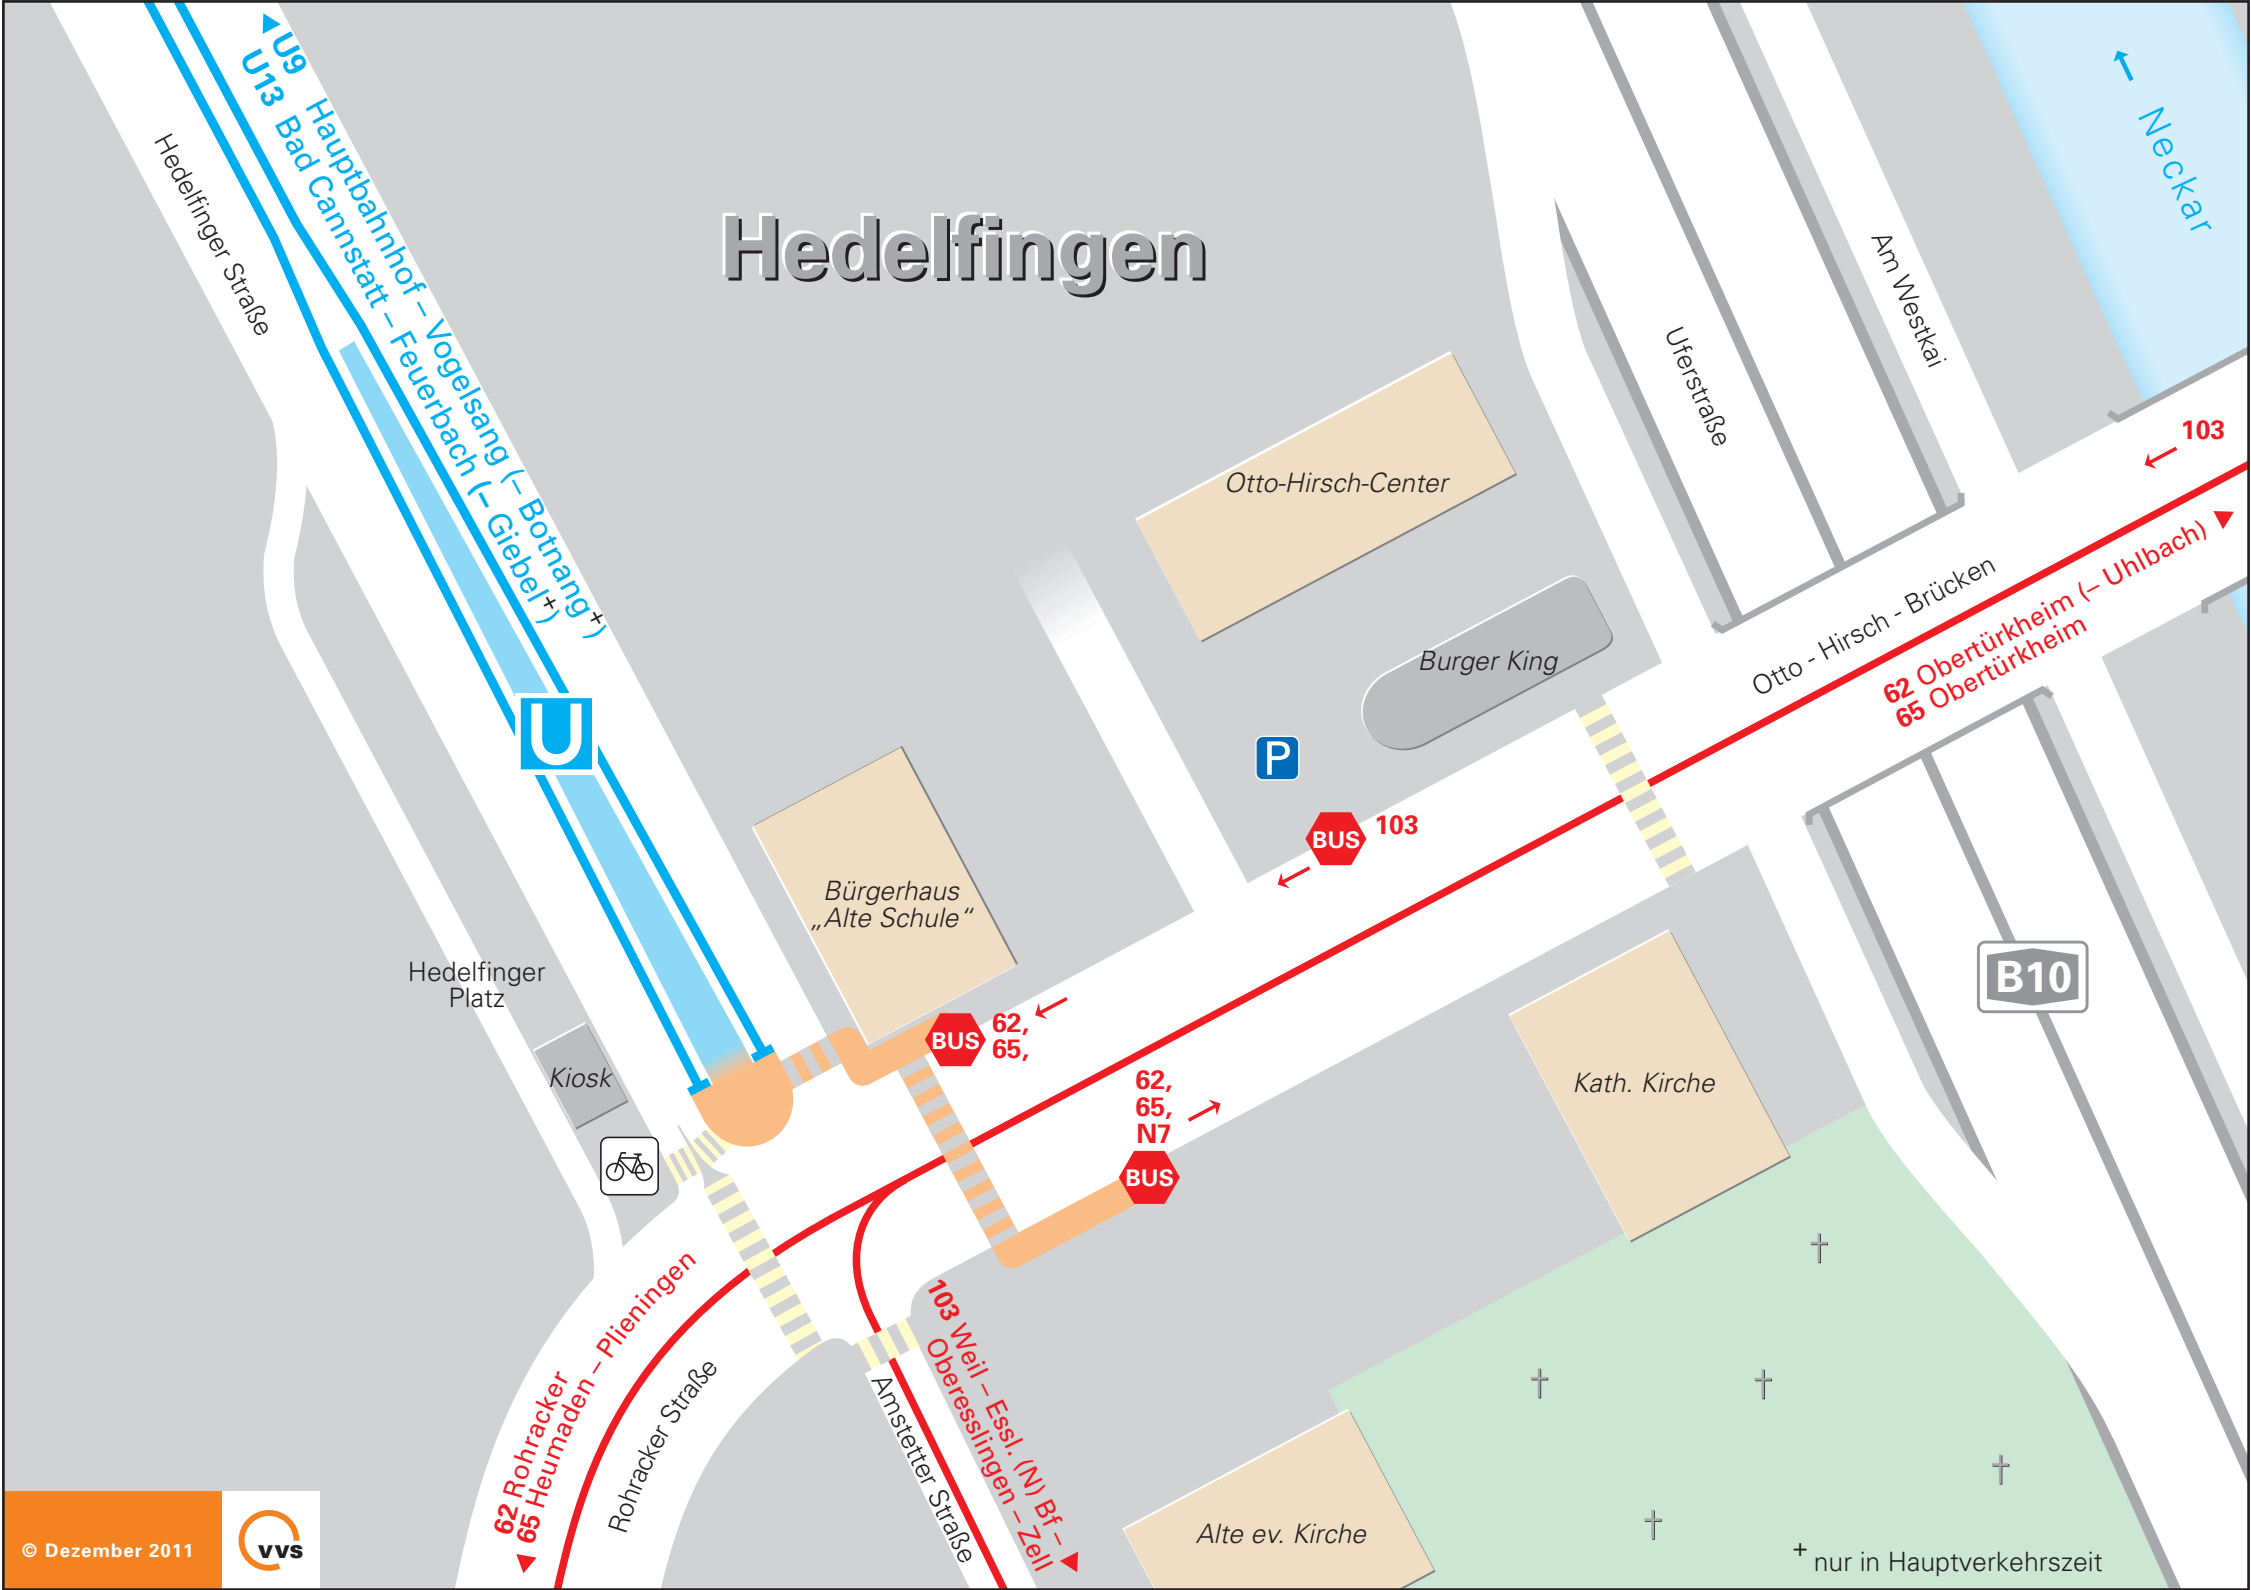 U9 Hauptbahnhof – Vogelsang (– Botnang+)
U13 Bad Cannstatt – Feuerbach (– Giebel+)
Hedelfinger Straße
Hedelfingen
Neckar
Am Westkai
Uferstraße
103
Otto-Hirsch-Center
Otto - Hirsch - Brücken
62 Obertürkheim (– Uhlbach)
65 Obertürkheim
Burger King
U
P
BUS
103
Bürgerhaus
„Alte Schule“
B10
Hedelfinger
Platz
BUS
62,
65,
Kiosk
62,
65,
N7
BUS
Kath. Kirche
62 Rohracker
65 Heumaden – Plieningen
Rohracker Straße
Amstetter Straße
103 Weil – Essl. (N) Bf –
Oberesslingen – Zell
Alte ev. Kirche
© Dezember 2011
vvs
+ nur in Hauptverkehrszeit